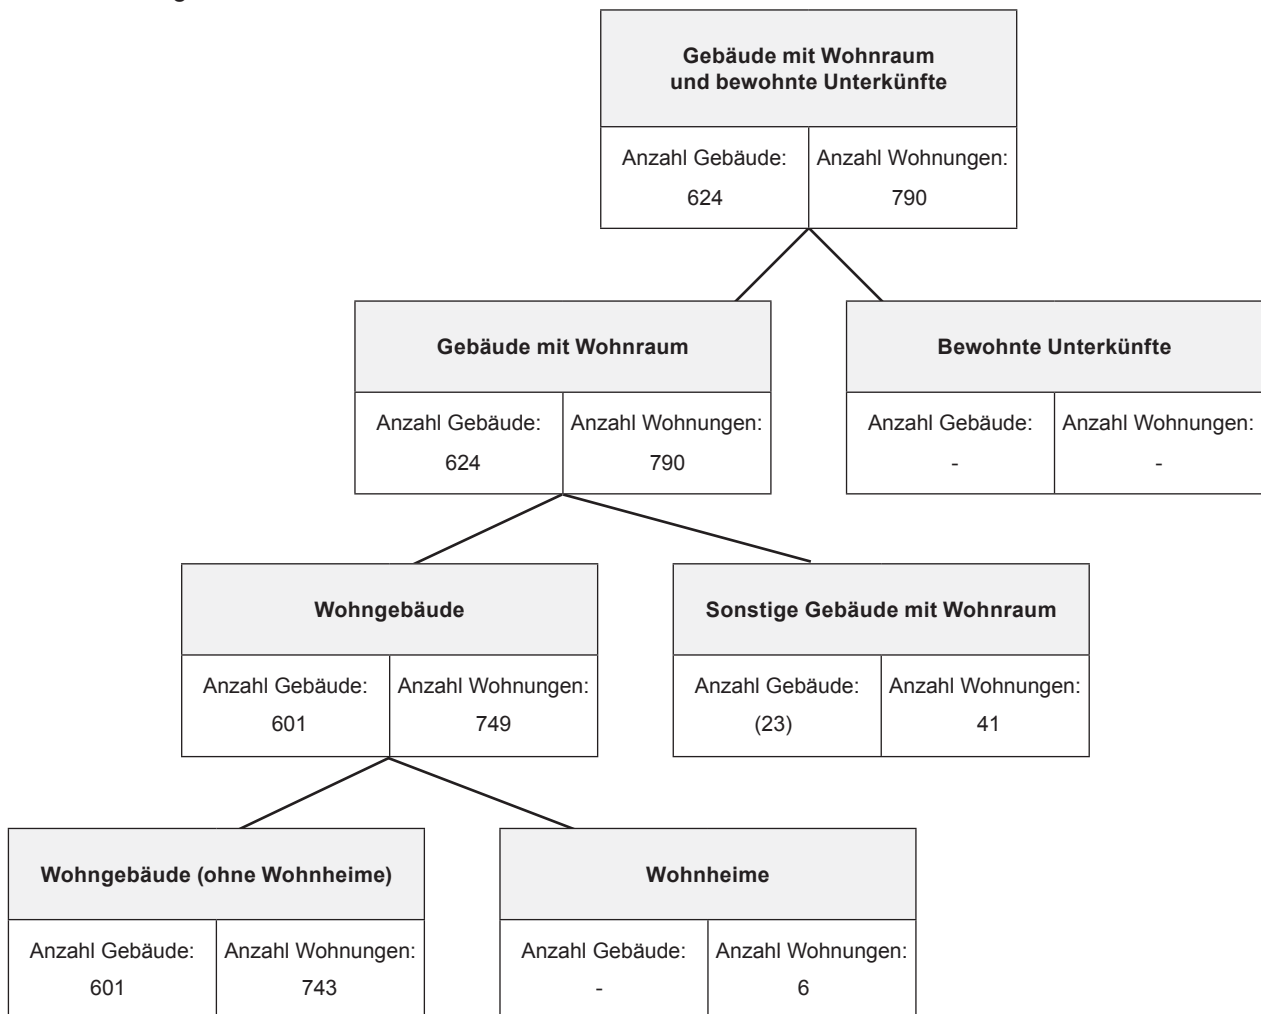 Gebäude mit Wohnraum
und bewohnte Unterkünfte
Anzahl Gebäude: Anzahl Wohnungen:
624 790
Gebäude mit Wohnraum
Bewohnte Unterkünfte
Anzahl Gebäude: Anzahl Wohnungen:
624 790
Anzahl Gebäude: Anzahl Wohnungen:
- -
Wohngebäude
Sonstige Gebäude mit Wohnraum
Anzahl Gebäude: Anzahl Wohnungen:
601 749
Anzahl Gebäude: Anzahl Wohnungen:
(23) 41
Wohngebäude (ohne Wohnheime)
Wohnheime
Anzahl Gebäude: Anzahl Wohnungen:
601 743
Anzahl Gebäude: Anzahl Wohnungen:
- 6